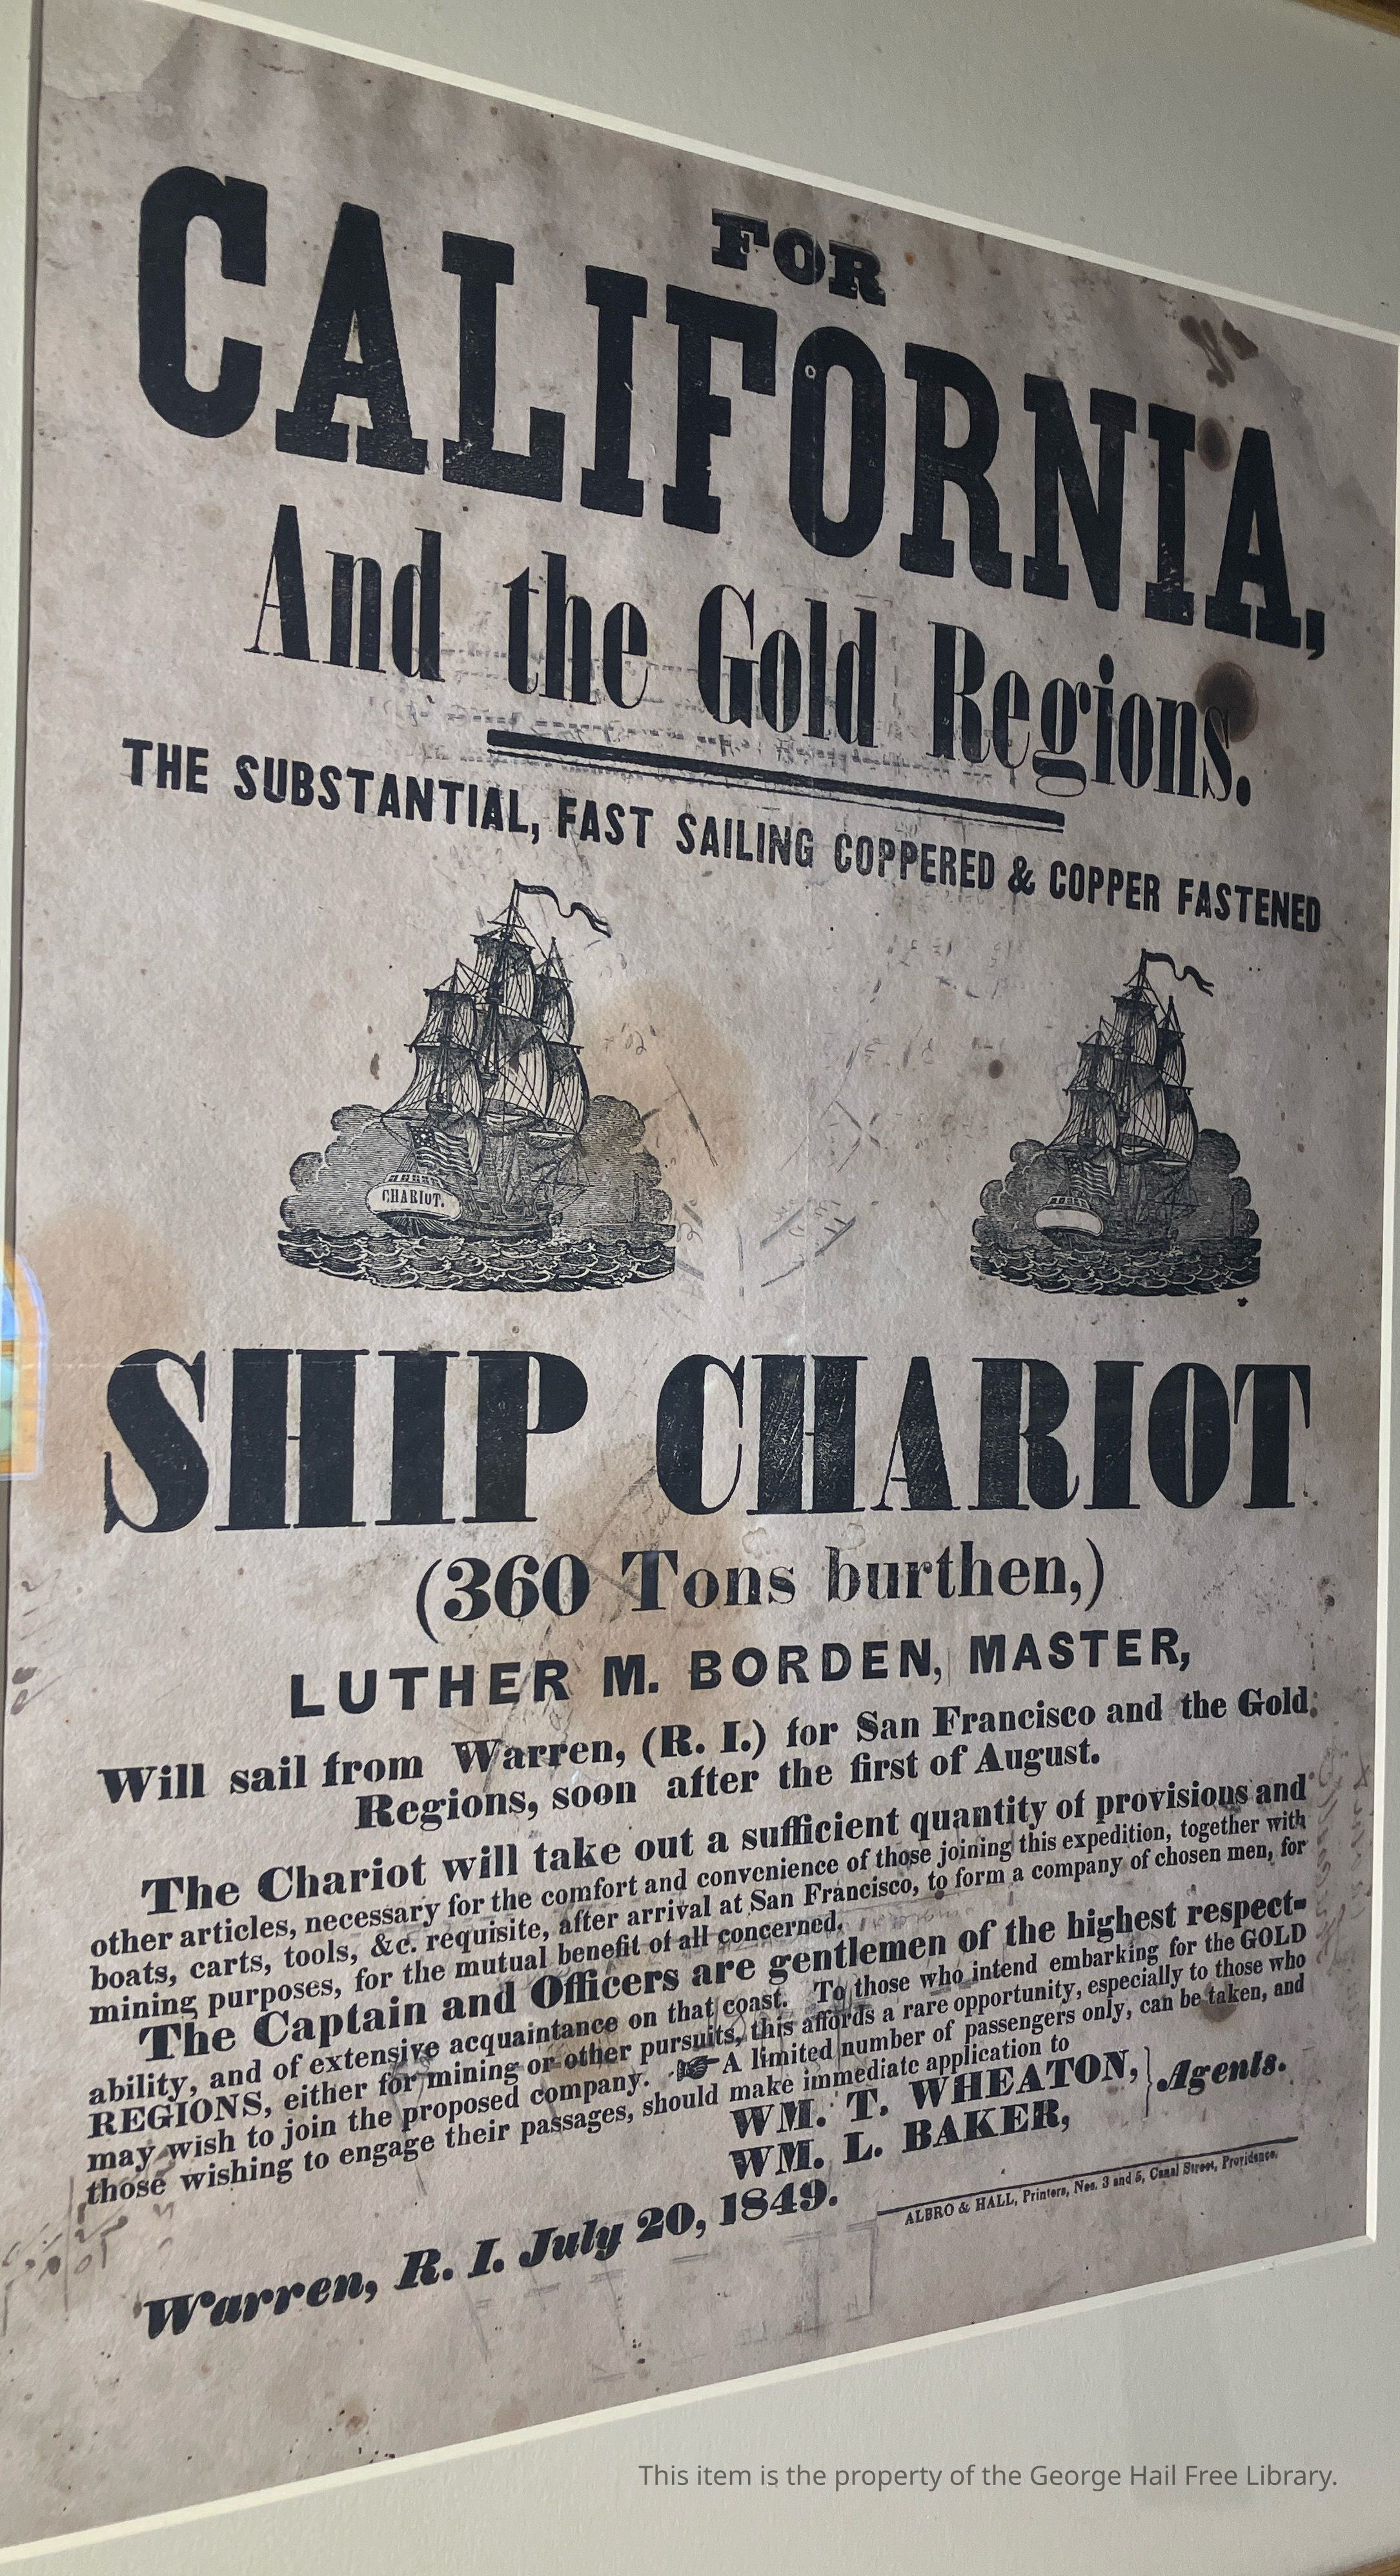 FOR
CALIFORNIA,
And the Gold Regions.
THE SUBSTANTIAL, FAST SAILING COPPERED & COPPER FASTENED
CHARIOT.
SHIP CHARIOT
(360 Tons burthen,)
LUTHER M. BORDEN, MASTER,
Will sail from Warren, (R. I.) for San Francisco and the Gold
Regions, soon after the first of August.
The Chariot will take out a sufficient quantity of provisions and
other articles, necessary for the comfort and convenience of those joining this expedition, together with
boats, carts, tools, &c. requisite, after arrival at San Francisco, to form a company of chosen men, for
mining purposes, for the mutual benefit of all concerned.
The Captain and Officers are gentlemen of the highest respect-
ability, and of extensive acquaintance on that coast. To those who intend embarking for the GOLD
REGIONS, either for mining or other pursuits, this affords a rare opportunity, especially to those who
may wish to join the proposed company. ☞ A limited number of passengers only, can be taken, and
those wishing to engage their passages, should make immediate application to
WM. T. WHEATON, } Agents.
WM. L. BAKER,
Warren, R. I. July 20, 1849.
ALBRO & HALL, Printers, Nos. 3 and 5, Canal Street, Providence.
This item is the property of the George Hail Free Library.